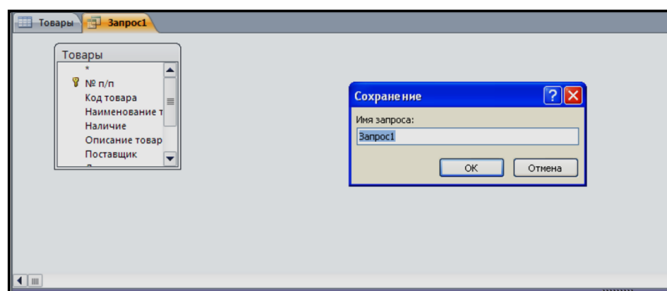 Товары
Запрос1
Товары
*
№ п/п
Код товара
Наименование т
Наличие
Описание товар
Поставщик
Сохранение
Имя запроса:
Запрос1
ОК
Отмена